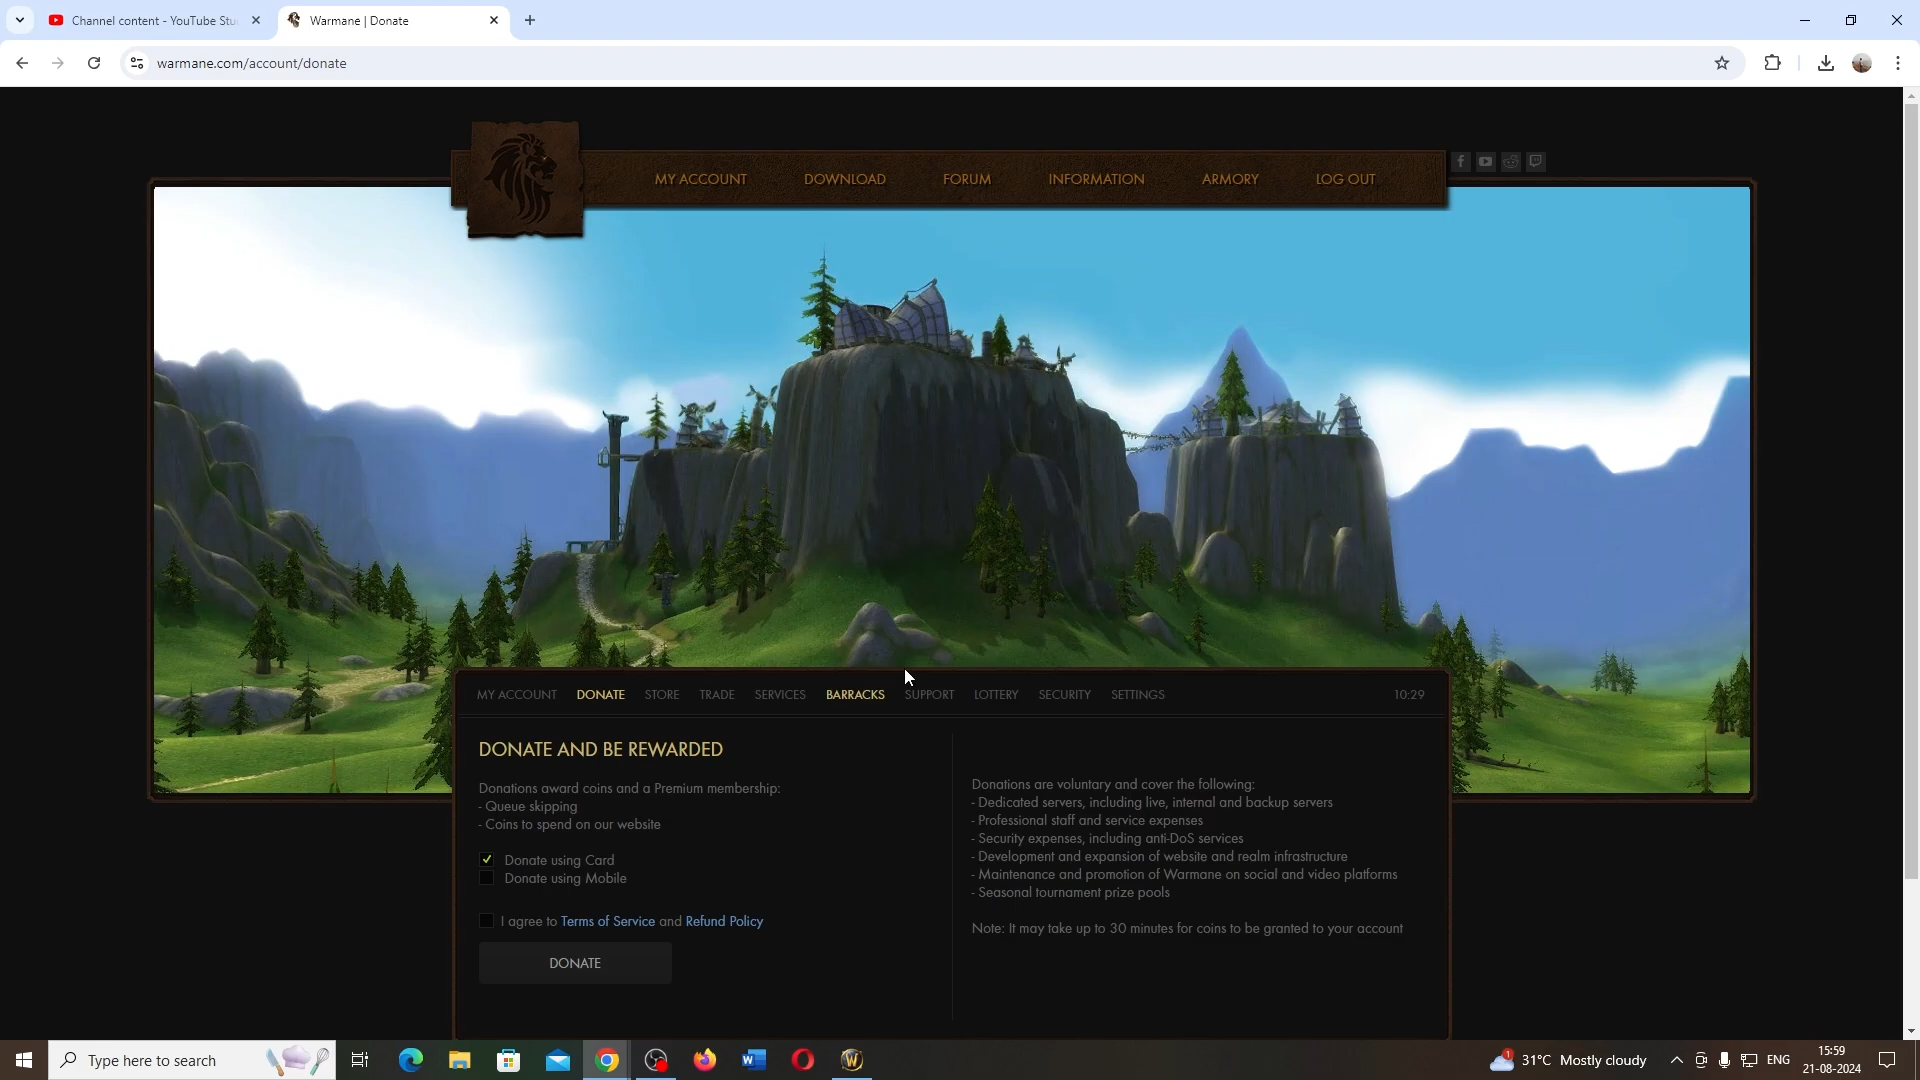 Channel content - YouTube Stu
Warmane | Donate
warmane.com/account/donate
MY ACCOUNT
DOWNLOAD
FORUM
INFORMATION
ARMORY
LOG OUT
MY ACCOUNT
DONATE
STORE
TRADE
SERVICES
BARRACKS
SUPPORT
LOTTERY
SECURITY
SETTINGS
10:29
DONATE AND BE REWARDED
Donations award coins and a Premium membership:
- Queue skipping
- Coins to spend on our website
Donate using Card
Donate using Mobile
I agree to Terms of Service and Refund Policy
DONATE
Donations are voluntary and cover the following:
- Dedicated servers, including live, internal and backup servers
- Professional staff and service expenses
- Security expenses, including anti-DoS services
- Development and expansion of website and realm infrastructure
- Maintenance and promotion of Warmane on social and video platforms
- Seasonal tournament prize pools
Note: It may take up to 30 minutes for coins to be granted to your account
Type here to search
1
31°C Mostly cloudy
ENG
15:59
21-08-2024